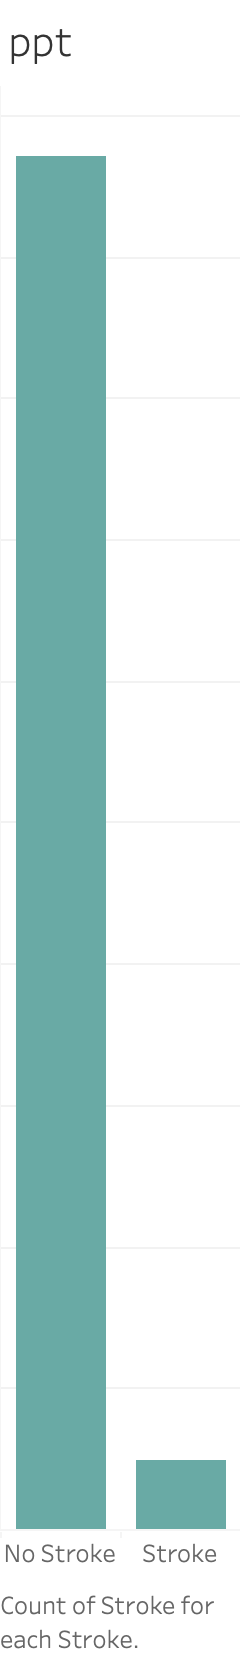 ppt
No Stroke Stroke
Count of Stroke for
each Stroke.